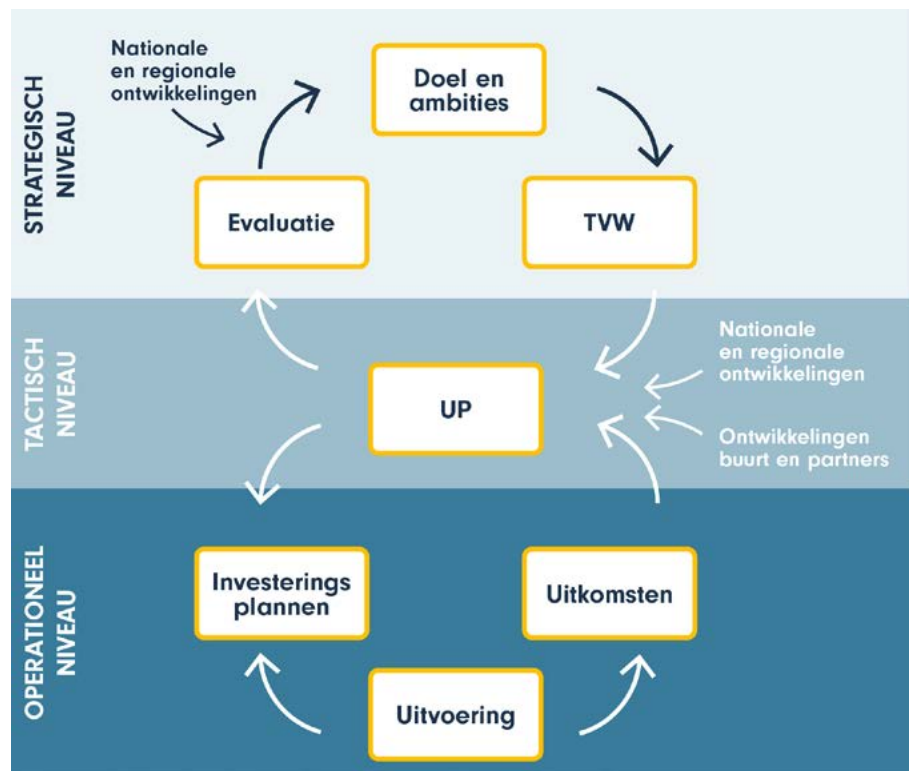 STRATEGISCH
NIVEAU
Nationale
en regionale
ontwikkelingen
Doel en
ambities
Evaluatie
TVW
TACTISCH
NIVEAU
UP
Nationale
en regionale
ontwikkelingen
Ontwikkelingen
buurt en partners
OPERATIONEEL
NIVEAU
Investerings
plannen
Uitkomsten
Uitvoering